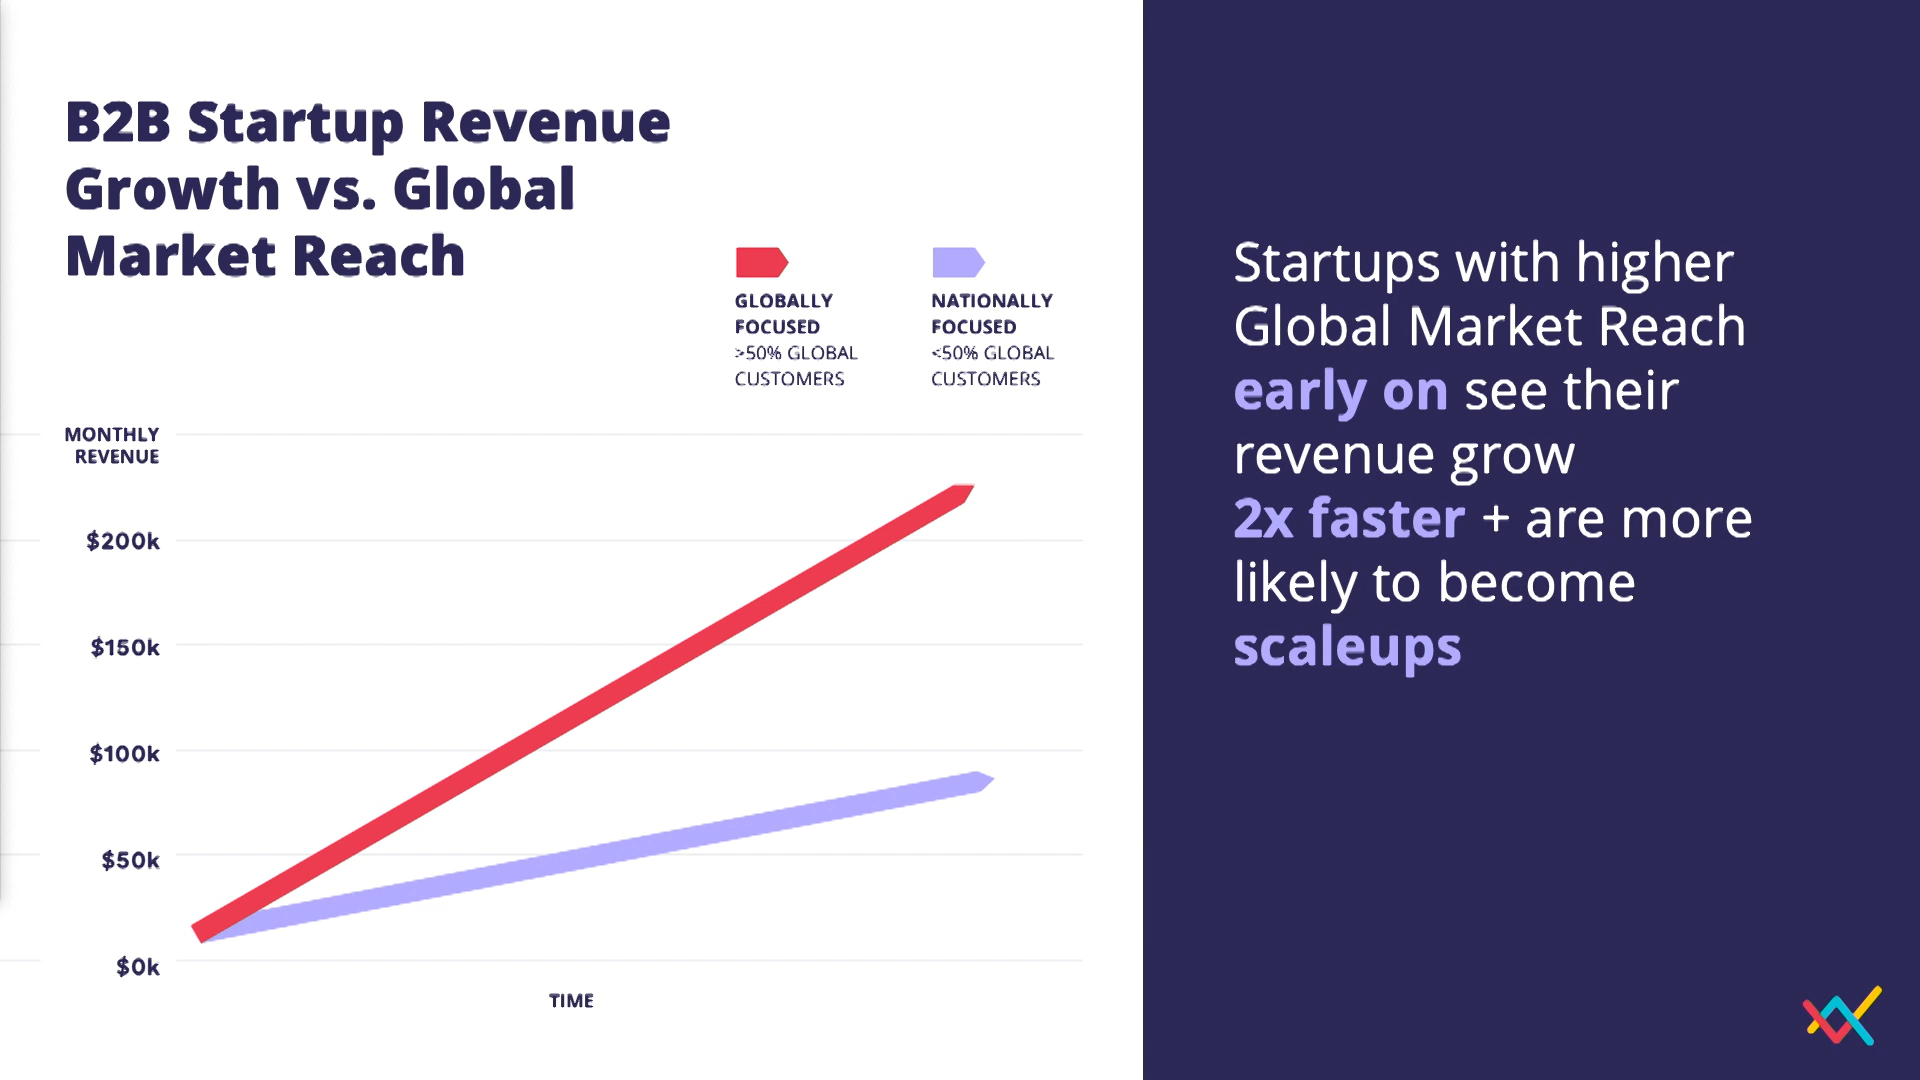 B2B Startup Revenue
Growth vs. Global
Market Reach
GLOBALLY
FOCUSED
>50% GLOBAL
CUSTOMERS
NATIONALLY
FOCUSED
<50% GLOBAL
CUSTOMERS
MONTHLY
REVENUE
$200k
$150k
$100k
$50k
$0k
TIME
Startups with higher
Global Market Reach
early on see their
revenue grow
2x faster + are more
likely to become
scaleups